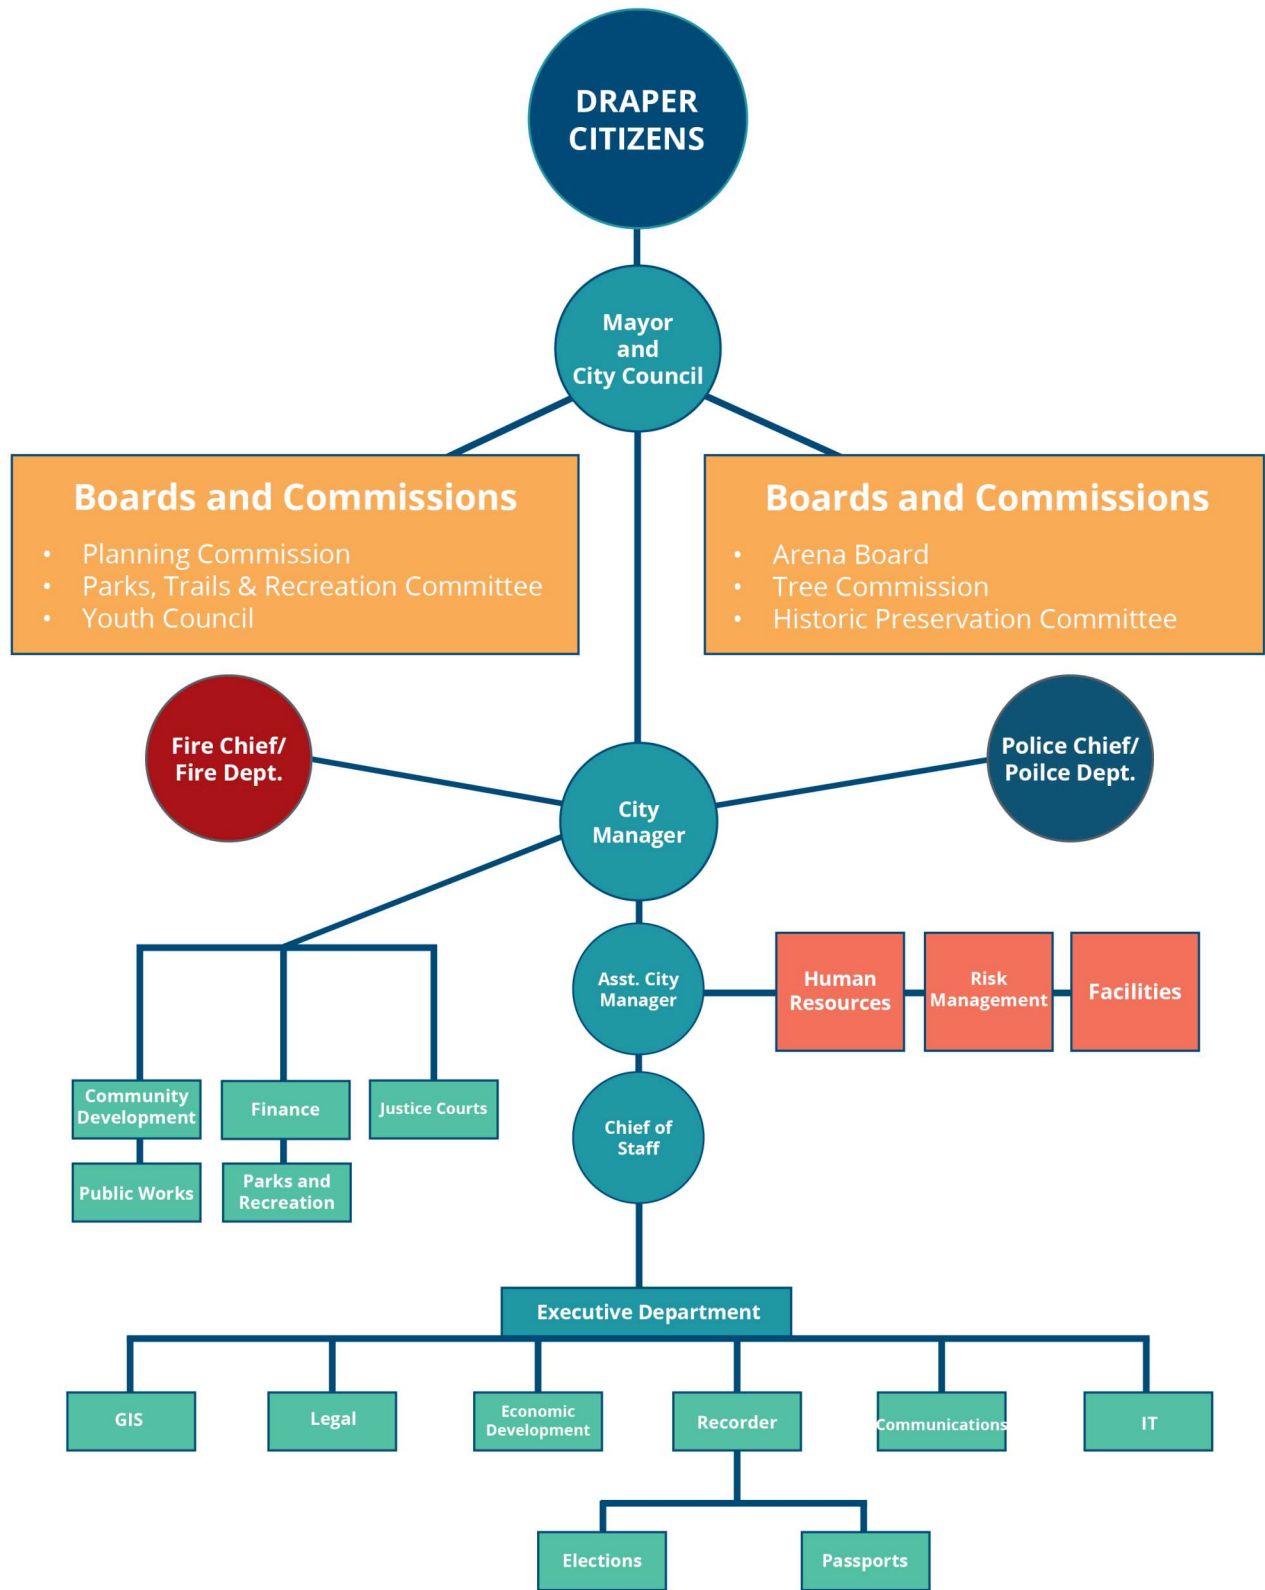 DRAPER
CITIZENS
Mayor
and
City Council
Boards and Commissions
• Planning Commission
• Parks, Trails & Recreation Committee
• Youth Council
Boards and Commissions
• Arena Board
• Tree Commission
• Historic Preservation Committee
Fire Chief/
Fire Dept.
Police Chief/
Poilce Dept.
City
Manager
Asst. City
Manager
Human
Resources
Risk
Management
Facilities
Community
Development
Finance
Justice Courts
Chief of
Staff
Public Works
Parks and
Recreation
Executive Department
GIS
Legal
Economic
Development
Recorder
Communications
IT
Elections
Passports